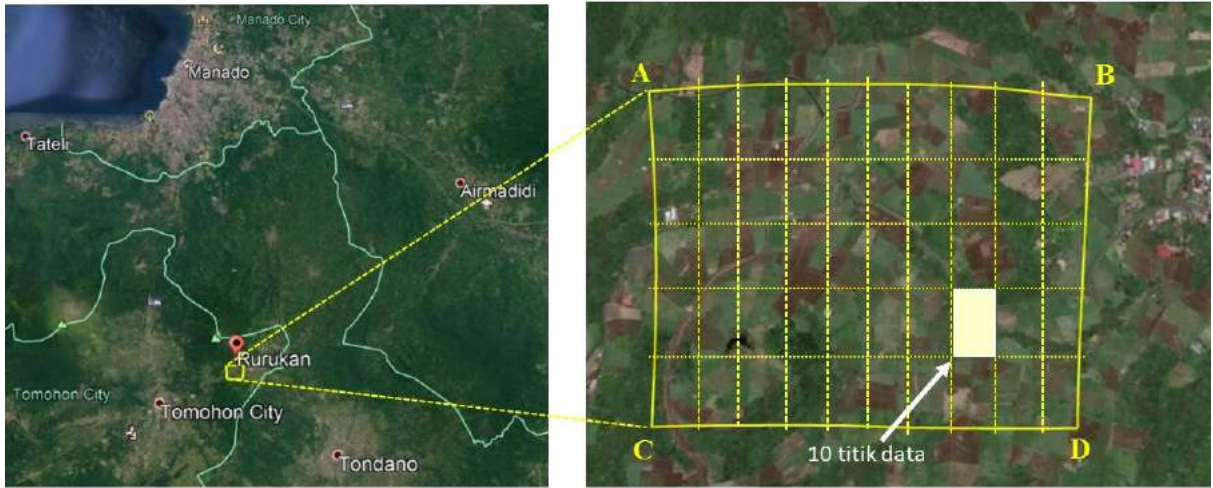 Manado City
Manado
Tateli
Airmadidi
Rurukan
Tomohon City
Tomohon City
Tondano
A
B
C
D
10 titik data